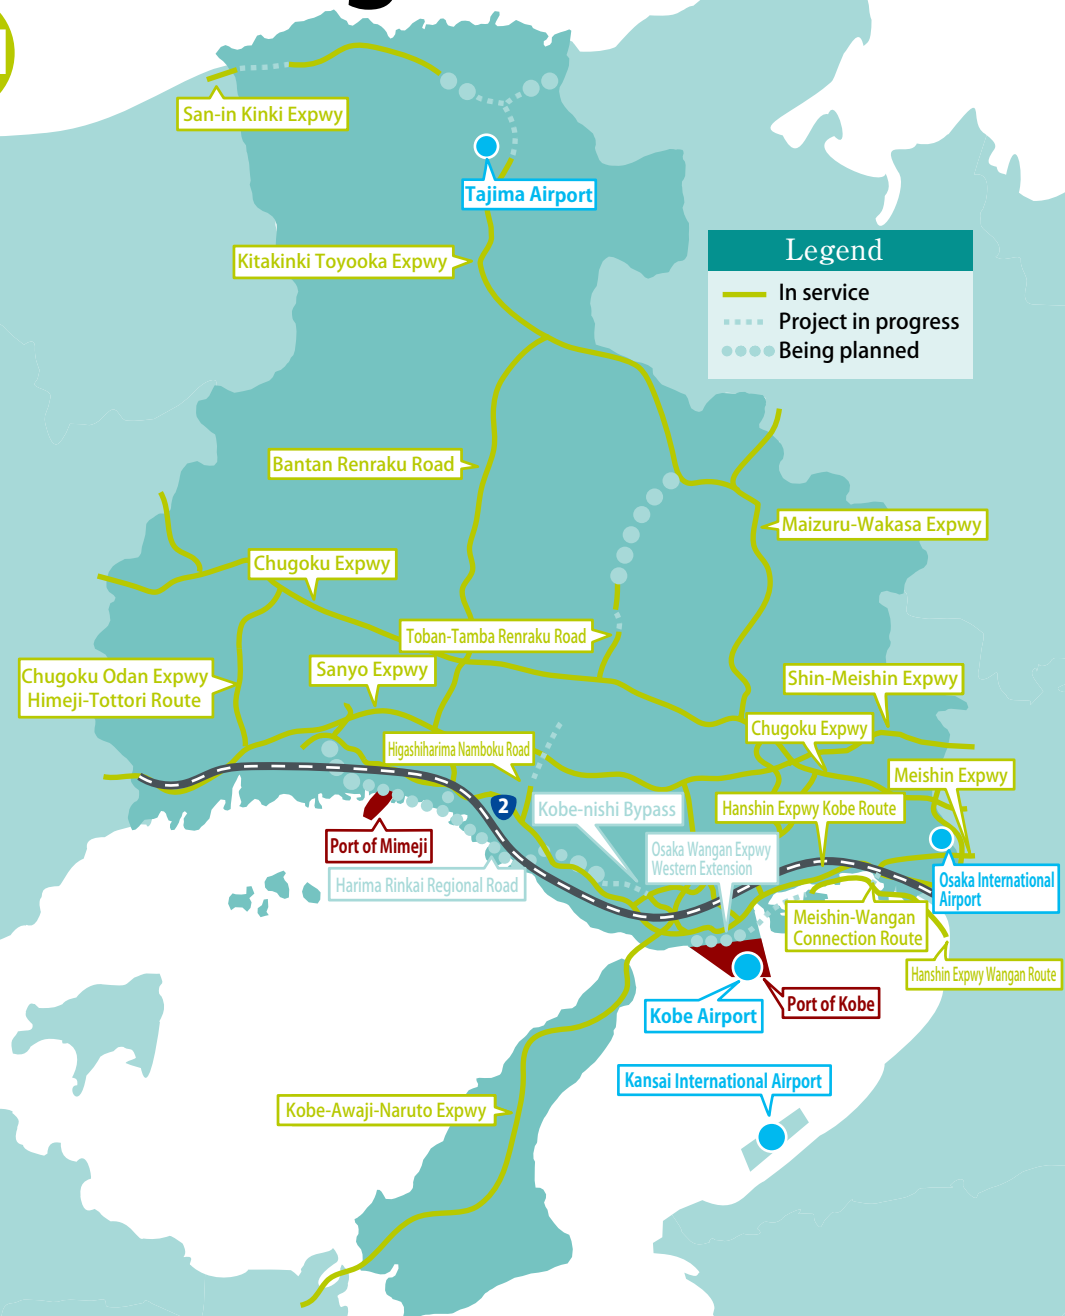 San-in Kinki Expwy
Tajima Airport
Kitakinki Toyooka Expwy
Legend
In service
Project in progress
Being planned
Bantan Renraku Road
Maizuru-Wakasa Expwy
Chugoku Expwy
Toban-Tamba Renraku Road
Chugoku Odan Expwy
Himeji-Tottori Route
Sanyo Expwy
Shin-Meishin Expwy
Chugoku Expwy
Higashiharima Namboku Road
Meishin Expwy
2
Kobe-nishi Bypass
Hanshin Expwy Kobe Route
Port of Mimeji
Osaka Wangan Expwy
Western Extension
Harima Rinkai Regional Road
Osaka International
Airport
Meishin-Wangan
Connection Route
Hanshin Expwy Wangan Route
Port of Kobe
Kobe Airport
Kansai International Airport
Kobe-Awaji-Naruto Expwy